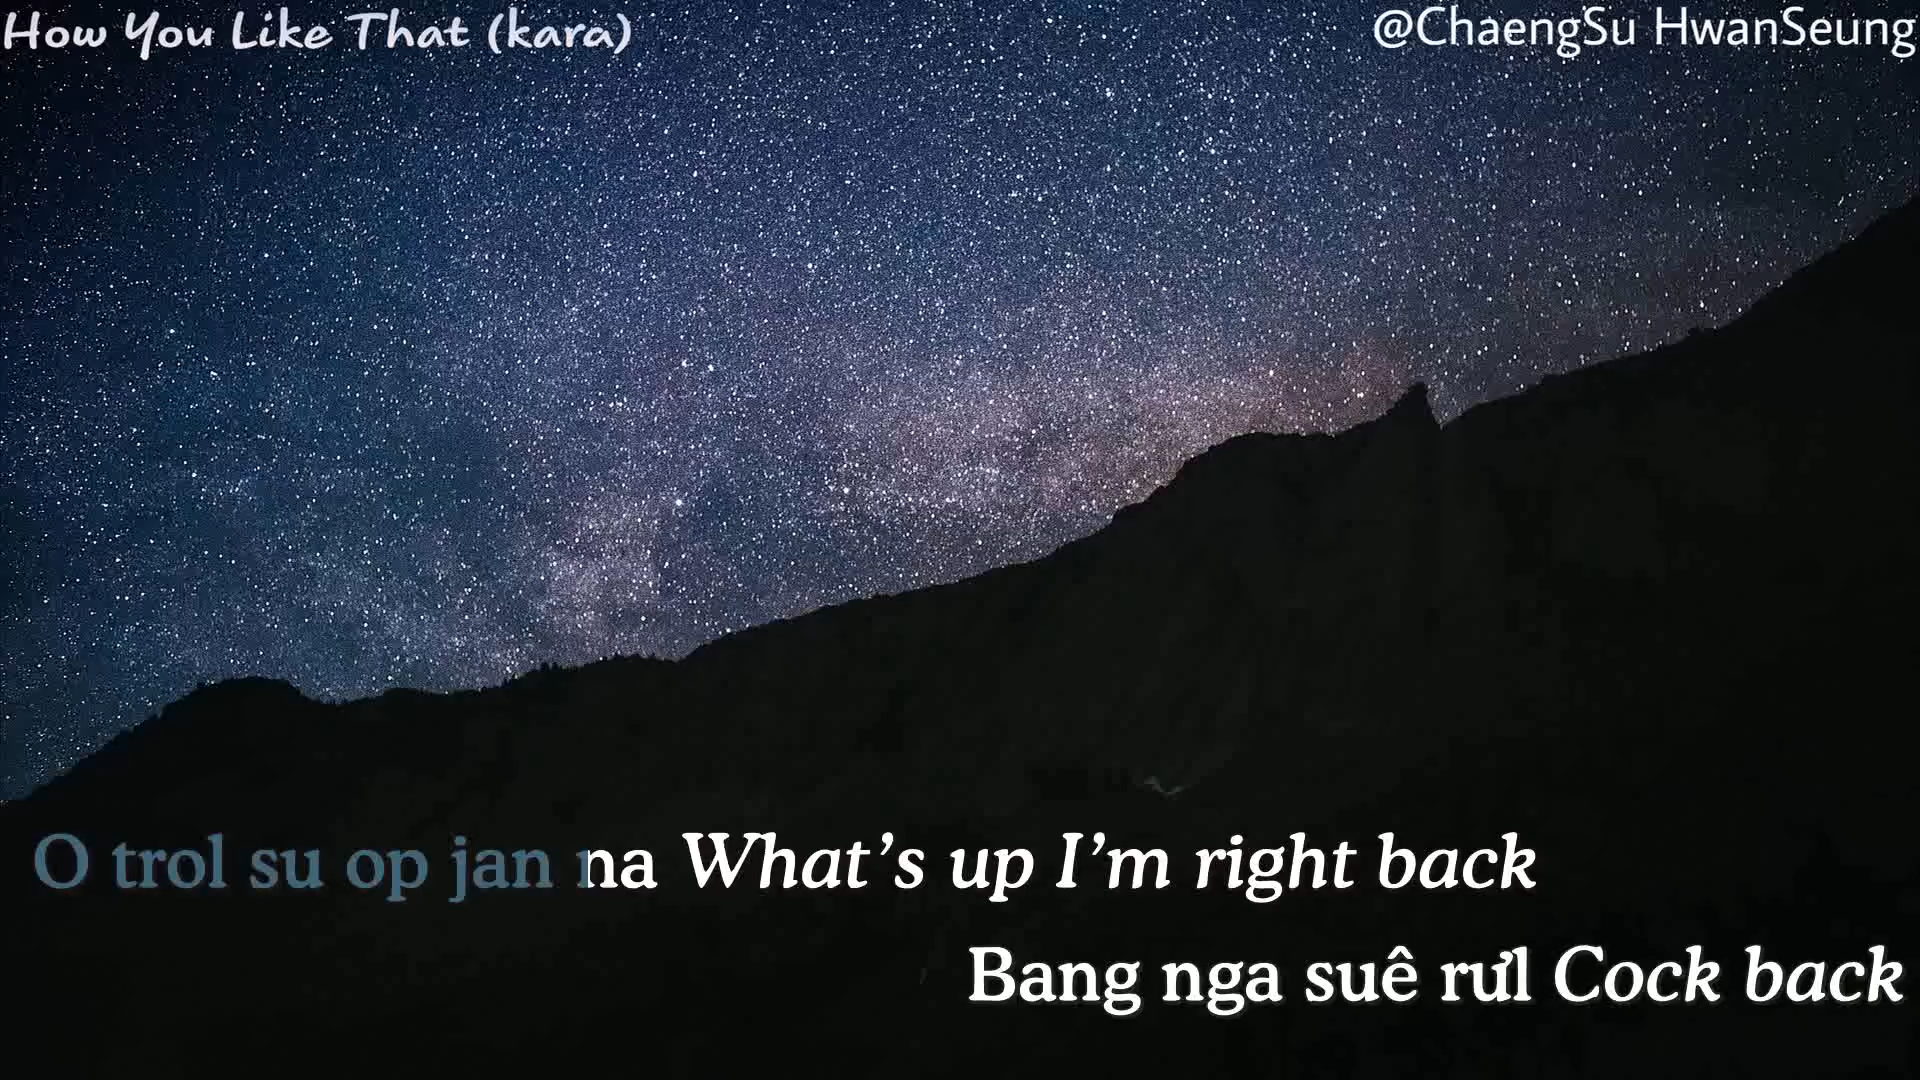 How You Like That (kara)
@ChaengSu HwanSeung
O trol su op jan na What's up I'm right back
Bang nga suê rưl Cock back